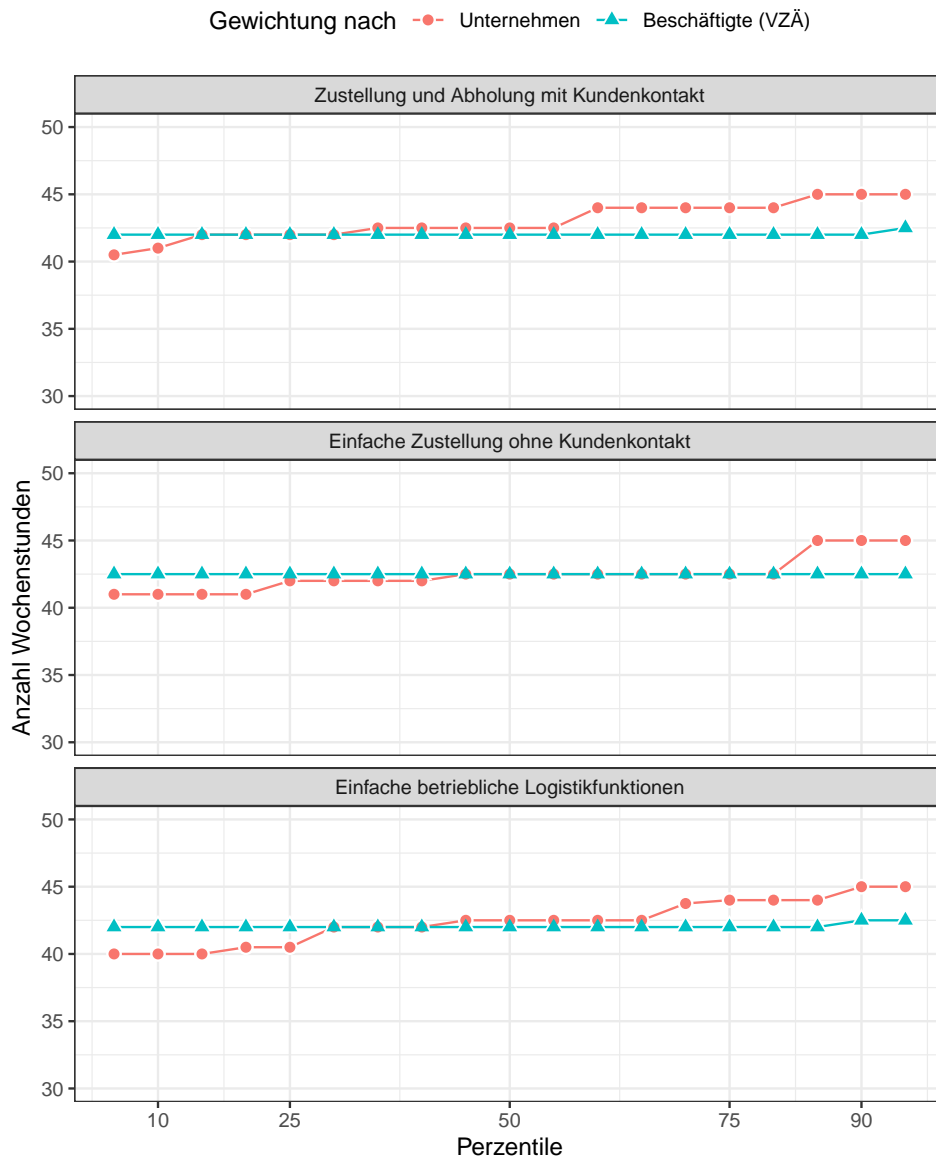 Gewichtung nach Unternehmen Beschäftigte (VZÄ)
Zustellung und Abholung mit Kundenkontakt
50
45
40
35
30
Einfache Zustellung ohne Kundenkontakt
50
45
40
35
30
Anzahl Wochenstunden
Einfache betriebliche Logistikfunktionen
50
45
40
35
30
10 25 50 75 90
Perzentile